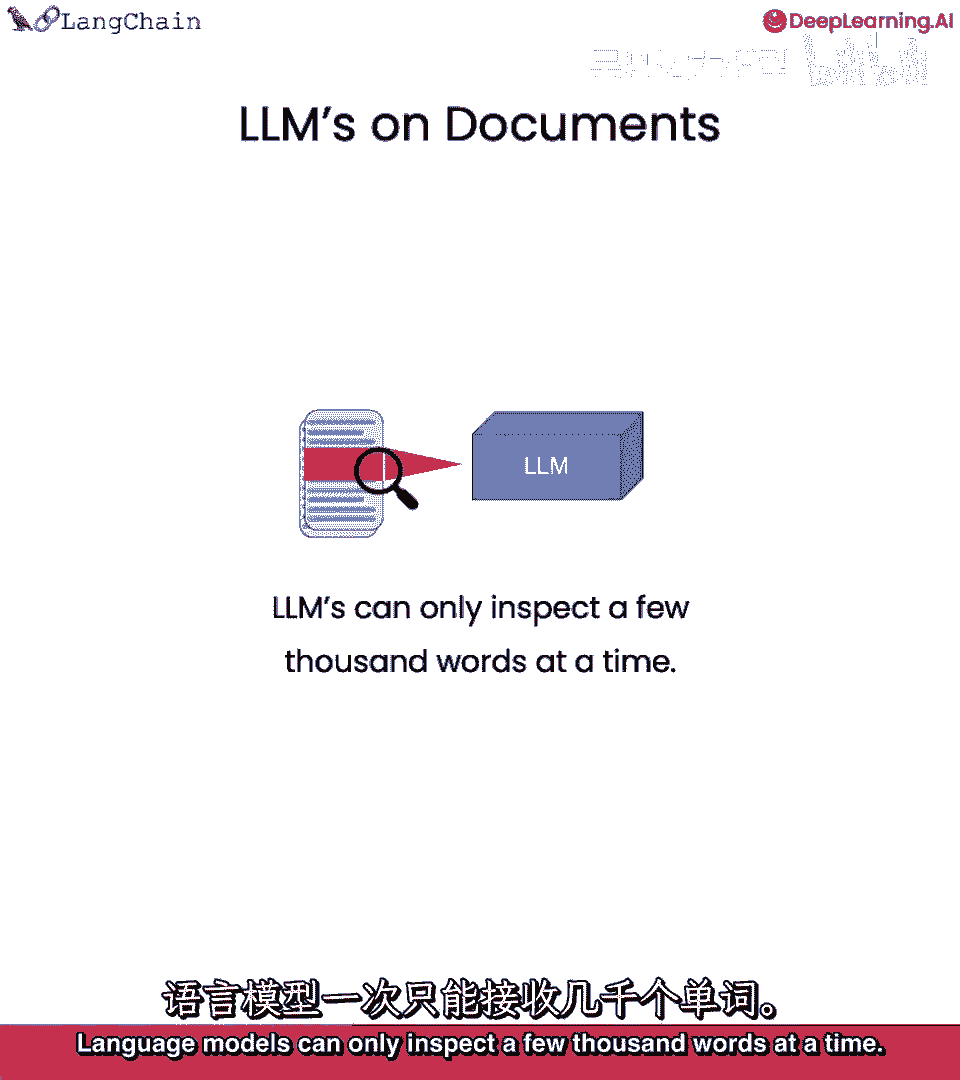 LangChain
DeepLearning.AI
LLM's on Documents
LLM
LLM's can only inspect a few
thousand words at a time.
语言模型一次只能接收几千个单词。
Language models can only inspect a few thousand words at a time.